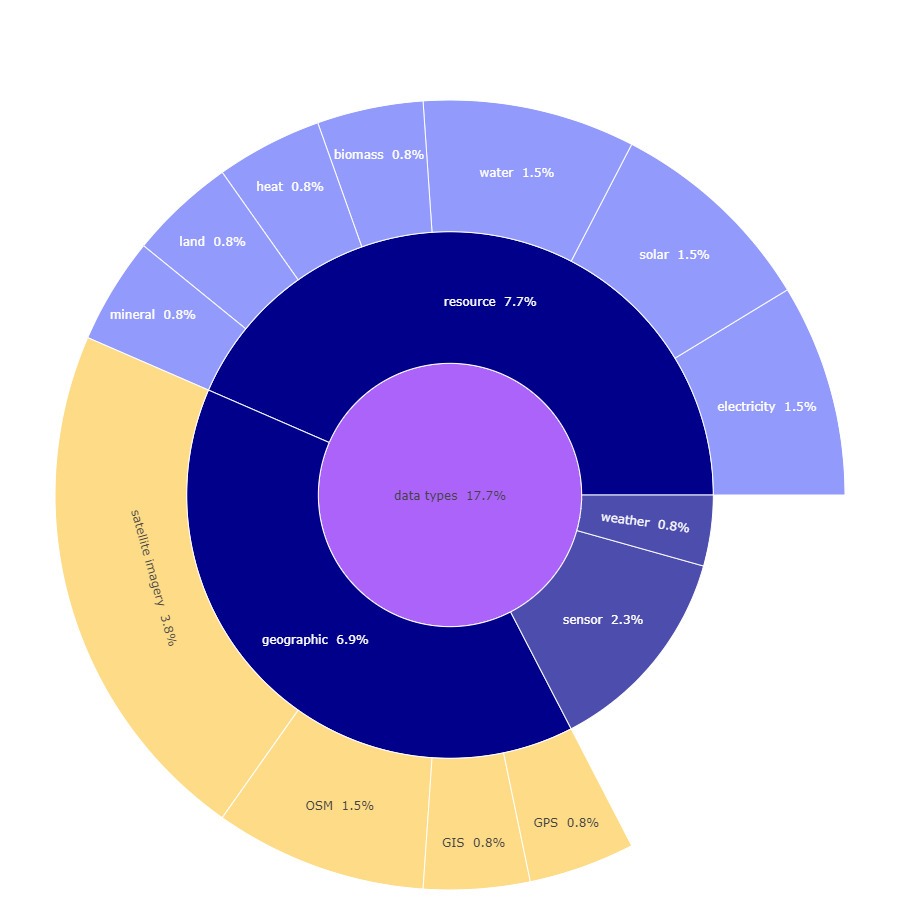 biomass 0.8%
water 1.5%
heat 0.8%
land 0.8%
solar 1.5%
mineral 0.8%
resource 7.7%
electricity 1.5%
data types 17.7%
weather 0.8%
satellite imagery 3.8%
sensor 2.3%
geographic 6.9%
OSM 1.5%
GIS 0.8%
GPS 0.8%